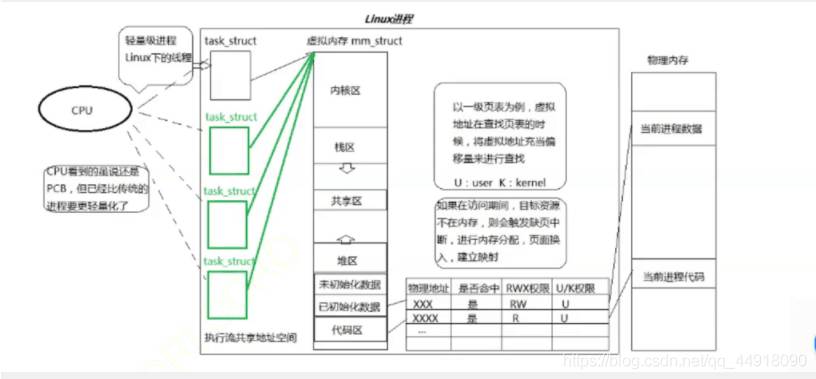 Linux进程
轻量级进程
Linux下的线程
task_struct
虚拟内存 mm_struct
物理内存
CPU
内核区
以一级页表为例，虚拟
地址在查找页表的时
候，将虚拟地址充当偏
移量来进行查找
U：user K：kernel
当前进程数据
task_struct
栈区
CPU看到的虽说还是
PCB，但已经比传统的
进程要更轻量化了
task_struct
共享区
如果在访问期间，目标资源
不在内存，则会触发缺页中
断，进行内存分配，页面换
入，建立映射
task_struct
堆区
当前进程代码
未初始化数据
已初始化数据
代码区
物理地址 是否命中 RWX权限 U/K权限
XXX 是 RW U
XXXX 是 R U
...
执行流共享地址空间
https://blog.csdn.net/qq_44918090